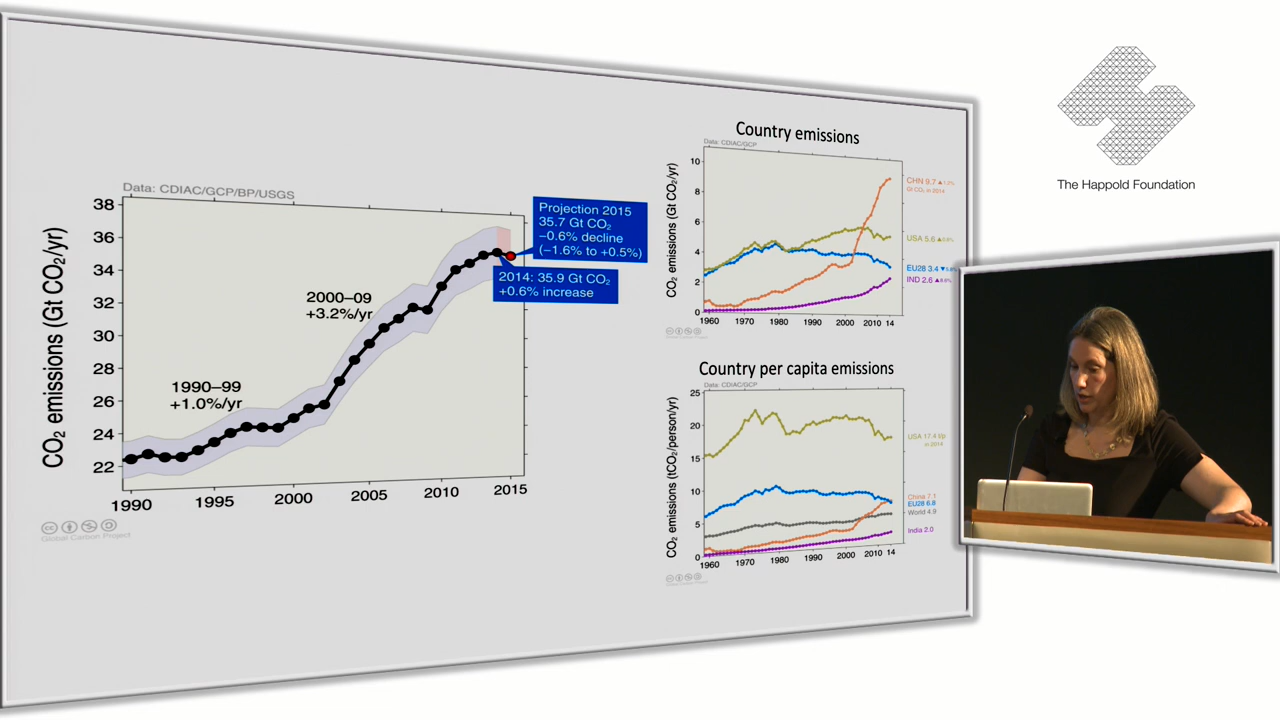 Data: CDIAC/GCP/BP/USGS
CO₂ emissions (Gt CO₂/yr)
38
36
34
32
30
28
26
24
22
1990–99
+1.0%/yr
2000–09
+3.2%/yr
Projection 2015
35.7 Gt CO₂
−0.6% decline
(−1.6% to +0.5%)
2014: 35.9 Gt CO₂
+0.6% increase
1990 1995 2000 2005 2010 2015
Global Carbon Project
Country emissions
Data: CDIAC/GCP
CO₂ emissions (Gt CO₂/yr)
10
8
6
4
2
0
CHN 9.7
Gt CO₂ in 2014
USA 5.6
EU28 3.4
IND 2.6
1960 1970 1980 1990 2000 2010 14
Country per capita emissions
Data: CDIAC/GCP
CO₂ emissions (tCO₂/person/yr)
25
20
15
10
5
0
USA 17.4
in 2014
China 7.1
EU28 6.8
World 4.9
India 2.0
1960 1970 1980 1990 2000 2010 14
The Happold Foundation